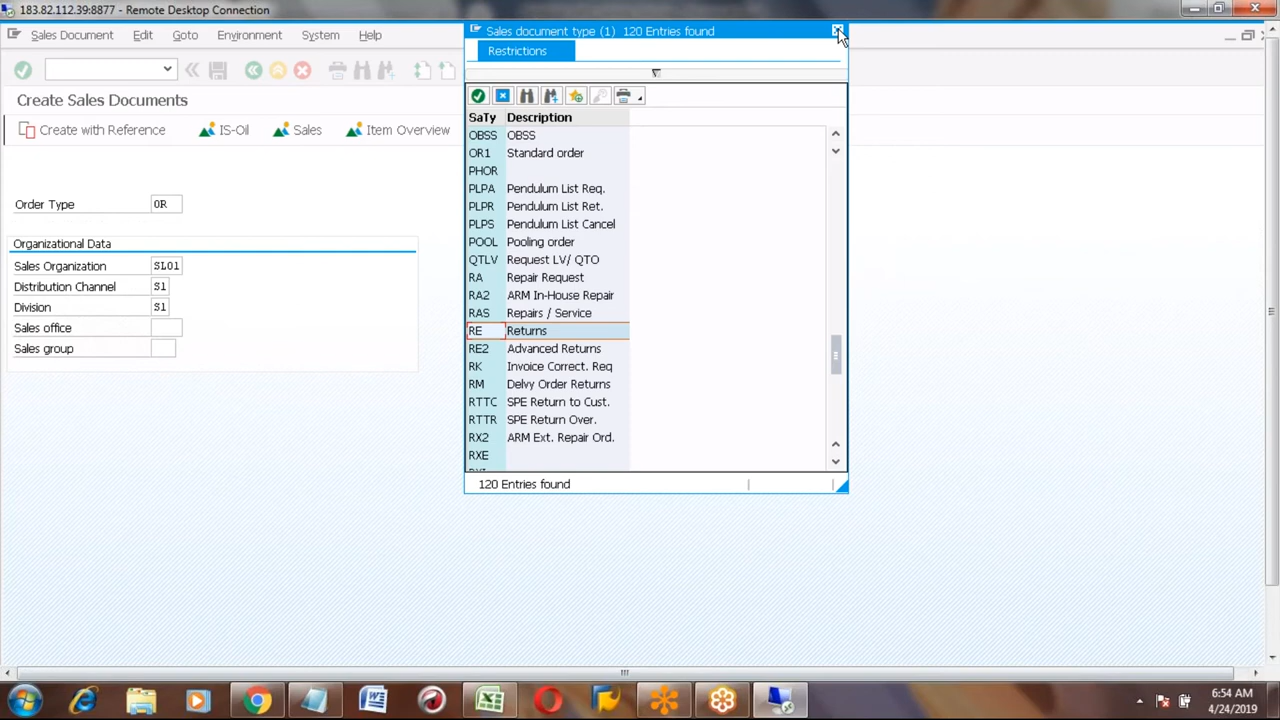 183.82.112.39:8877 - Remote Desktop Connection
Sales Document Edit Goto Environment System Help
Create Sales Documents
Create with Reference IS-Oil Sales Item Overview
Order Type OR
Organizational Data
Sales Organization SL01
Distribution Channel S1
Division S1
Sales office
Sales group
Sales document type (1) 120 Entries found
Restrictions
SaTy Description
OBSS OBSS
OR1 Standard order
PHOR
PLPA Pendulum List Req.
PLPR Pendulum List Ret.
PLPS Pendulum List Cancel
POOL Pooling order
QTLV Request LV/ QTO
RA Repair Request
RA2 ARM In-House Repair
RAS Repairs / Service
RE Returns
RE2 Advanced Returns
RK Invoice Correct. Req
RM Delvy Order Returns
RTTC SPE Return to Cust.
RTTR SPE Return Over.
RX2 ARM Ext. Repair Ord.
RXE
120 Entries found
6:54 AM
4/24/2019